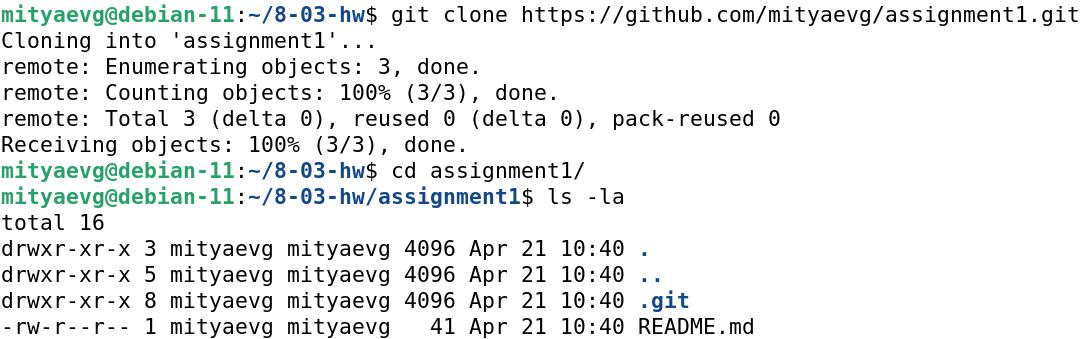 mityaevg@debian-11:~/8-03-hw$ git clone https://github.com/mityaevg/assignment1.git
Cloning into 'assignment1'...
remote: Enumerating objects: 3, done.
remote: Counting objects: 100% (3/3), done.
remote: Total 3 (delta 0), reused 0 (delta 0), pack-reused 0
Receiving objects: 100% (3/3), done.
mityaevg@debian-11:~/8-03-hw$ cd assignment1/
mityaevg@debian-11:~/8-03-hw/assignment1$ ls -la
total 16
drwxr-xr-x 3 mityaevg mityaevg 4096 Apr 21 10:40 .
drwxr-xr-x 5 mityaevg mityaevg 4096 Apr 21 10:40 ..
drwxr-xr-x 8 mityaevg mityaevg 4096 Apr 21 10:40 .git
-rw-r--r-- 1 mityaevg mityaevg   41 Apr 21 10:40 README.md